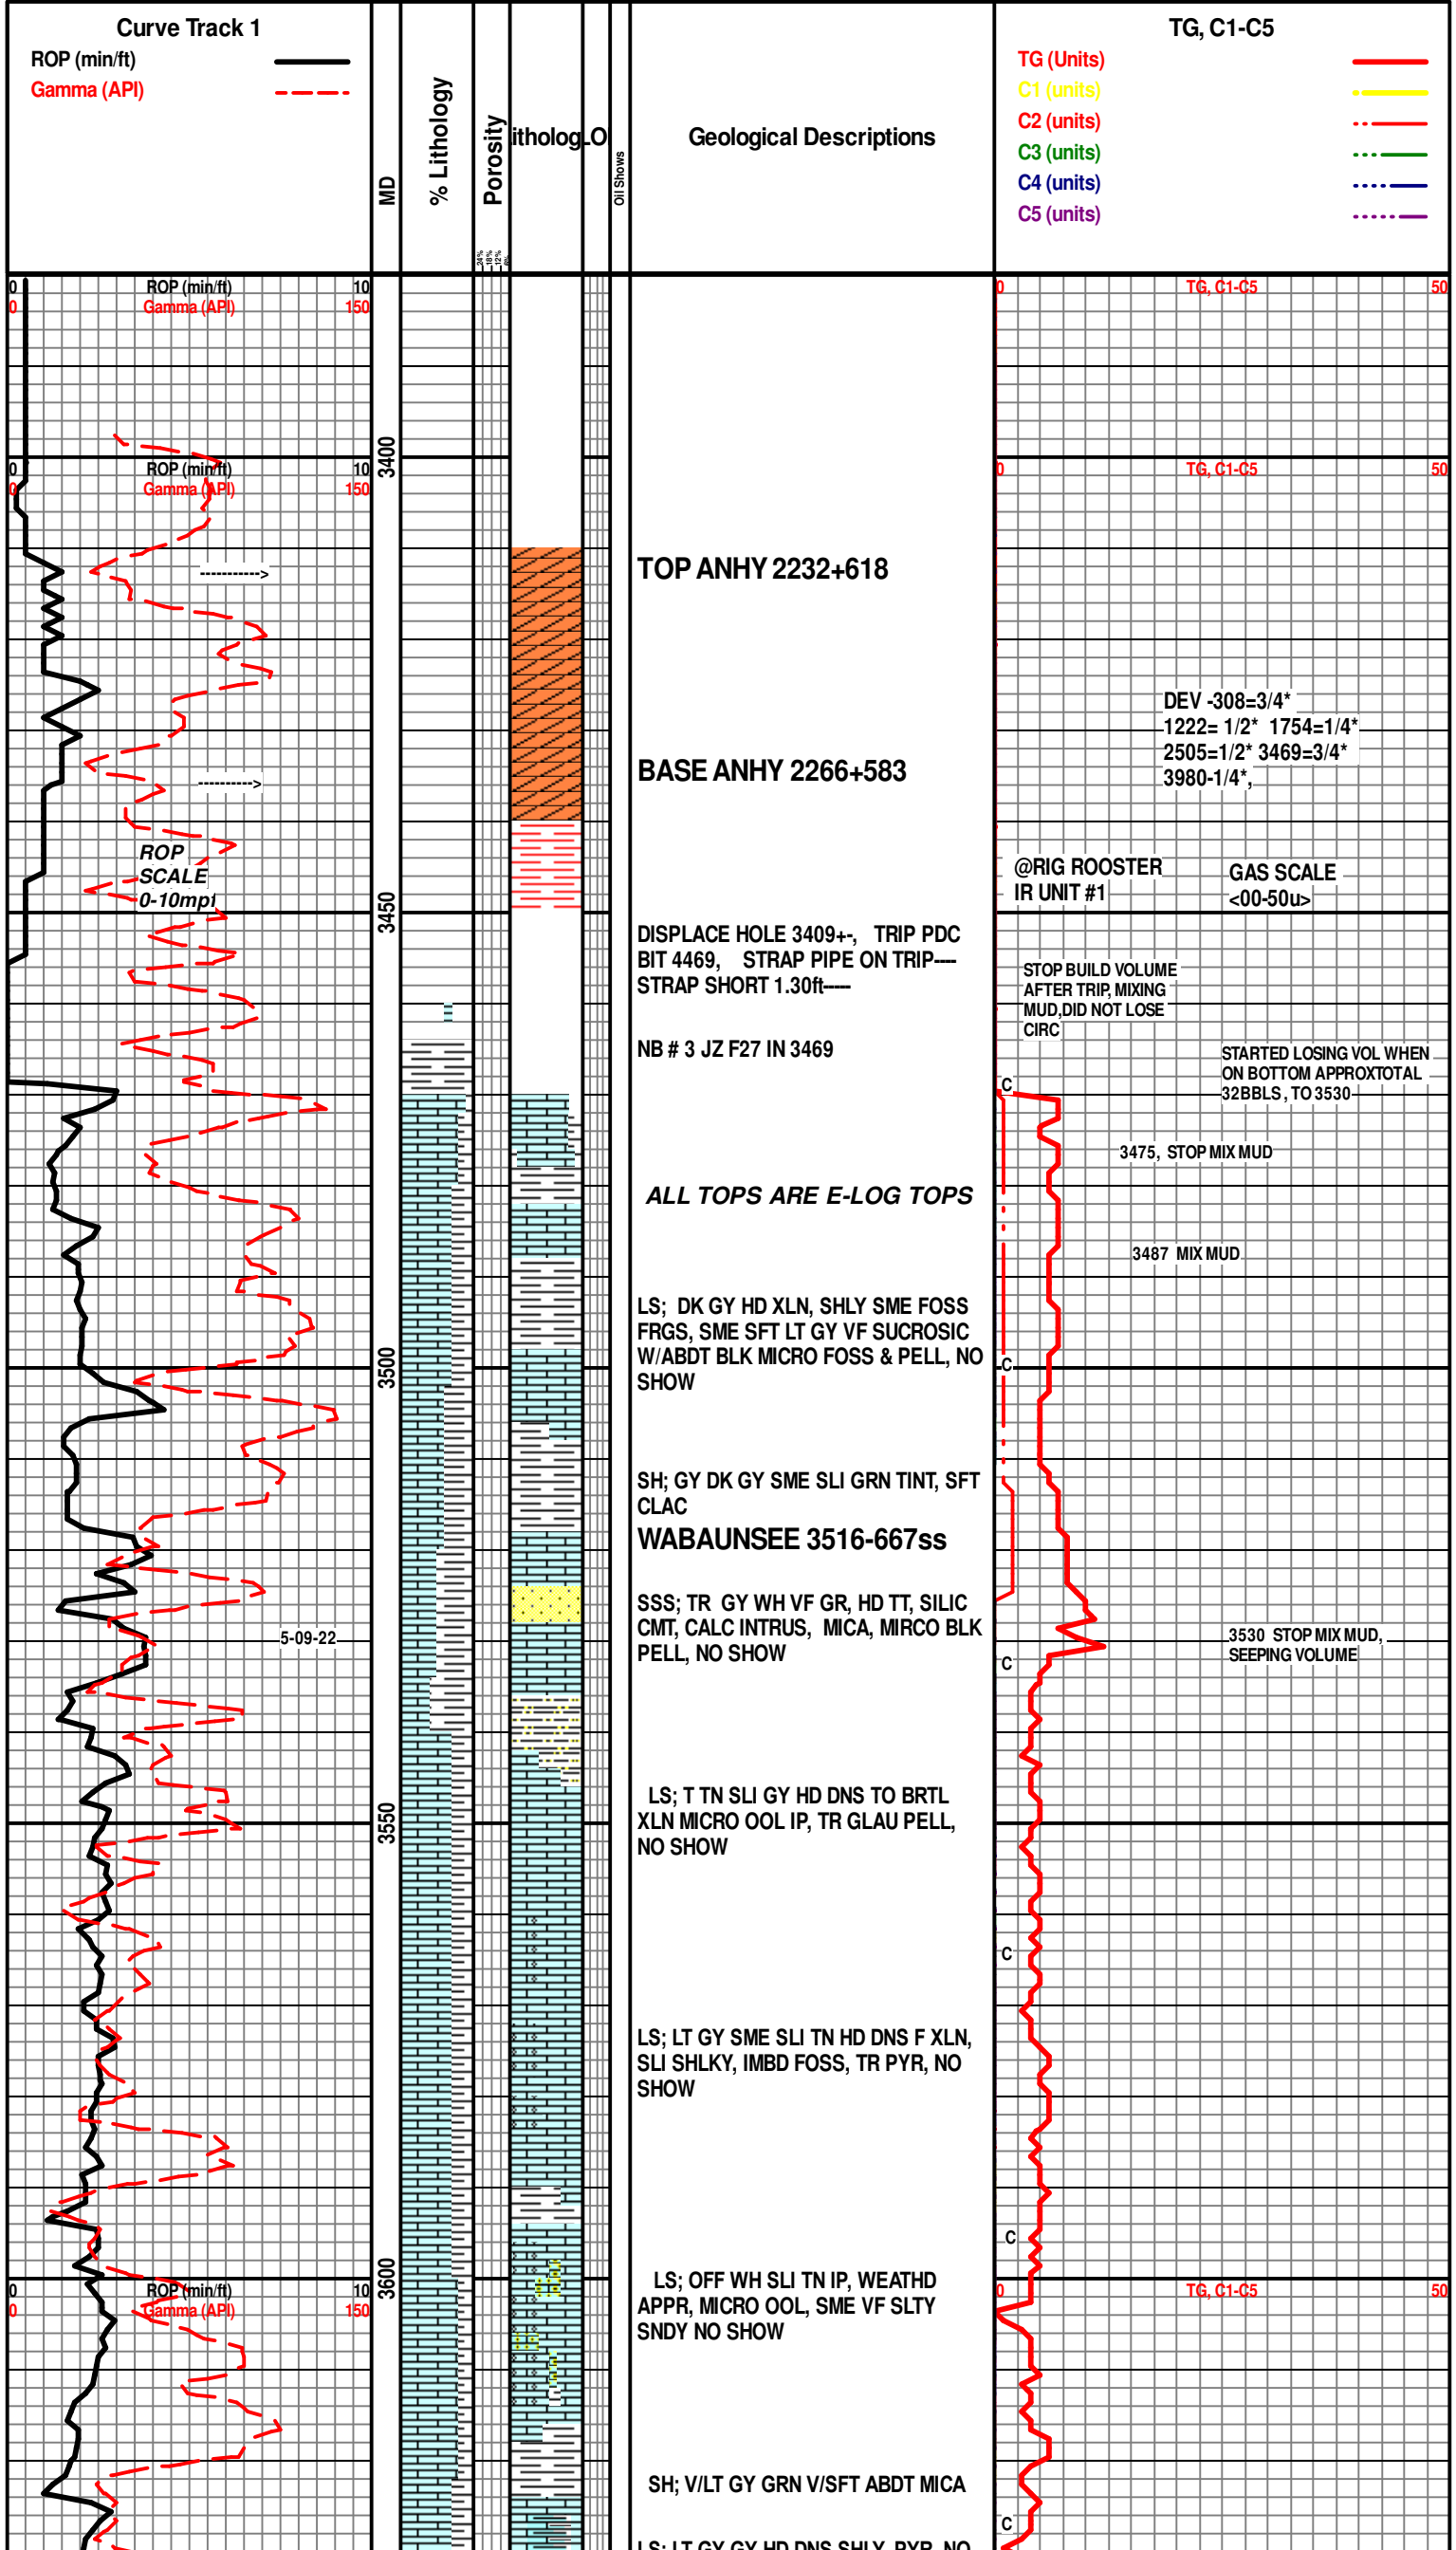 Curve Track 1
ROP (min/ft)
Gamma (API)
MD
% Lithology
Porosity
24%
18%
12%
6%
itholog
LO
Oil Shows
Geological Descriptions
TG, C1-C5
TG (Units)
C1 (units)
C2 (units)
C3 (units)
C4 (units)
C5 (units)
0 ROP (min/ft) 10
0 Gamma (API) 150
0 TG, C1-C5 50
3400
0 ROP (min/ft) 10
0 Gamma (API) 150
0 TG, C1-C5 50
----------->
TOP ANHY 2232+618
DEV -308=3/4*
1222= 1/2* 1754=1/4*
2505=1/2* 3469=3/4*
3980-1/4*,
BASE ANHY 2266+583
---------->
ROP
SCALE
0-10mpf
@RIG ROOSTER
IR UNIT #1
GAS SCALE
<00-50u>
3450
DISPLACE HOLE 3409+-, TRIP PDC
BIT 4469, STRAP PIPE ON TRIP----
STRAP SHORT 1.30ft-----
STOP BUILD VOLUME
AFTER TRIP, MIXING
MUD,DID NOT LOSE
CIRC
NB # 3 JZ F27 IN 3469
STARTED LOSING VOL WHEN
ON BOTTOM APPROXTOTAL
32BBLS , TO 3530
C
3475, STOP MIX MUD
ALL TOPS ARE E-LOG TOPS
3487 MIX MUD
LS; DK GY HD XLN, SHLY SME FOSS
FRGS, SME SFT LT GY VF SUCROSIC
W/ABDT BLK MICRO FOSS & PELL, NO
SHOW
3500
C
SH; GY DK GY SME SLI GRN TINT, SFT
CLAC
WABAUNSEE 3516-667ss
SSS; TR GY WH VF GR, HD TT, SILIC
CMT, CALC INTRUS, MICA, MIRCO BLK
PELL, NO SHOW
5-09-22
3530 STOP MIX MUD,
SEEPING VOLUME
C
LS; T TN SLI GY HD DNS TO BRTL
XLN MICRO OOL IP, TR GLAU PELL,
NO SHOW
3550
C
LS; LT GY SME SLI TN HD DNS F XLN,
SLI SHLKY, IMBD FOSS, TR PYR, NO
SHOW
C
3600
LS; OFF WH SLI TN IP, WEATHD
APPR, MICRO OOL, SME VF SLTY
SNDY NO SHOW
0 ROP (min/ft) 10
0 Gamma (API) 150
0 TG, C1-C5 50
SH; V/LT GY GRN V/SFT ABDT MICA
C
LS; LT GY GY HD DNS SHLY, PYR, NO